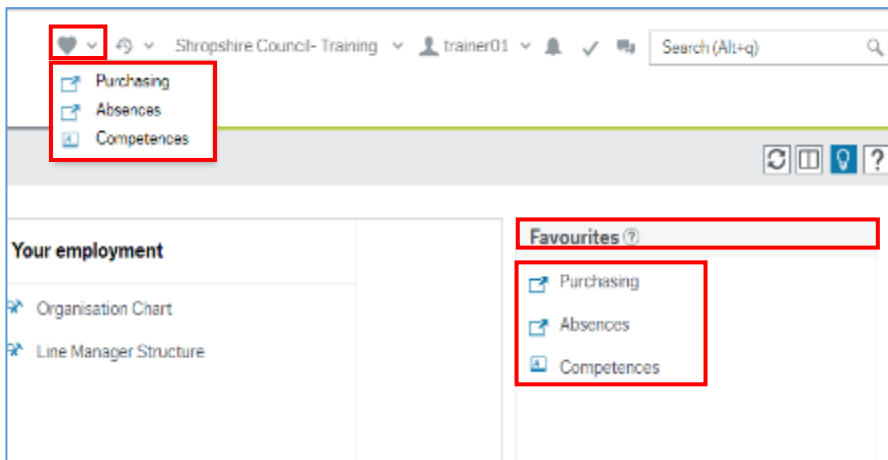 Shropshire Council- Training trainer01 Search (Alt+q)
Purchasing
Absences
Competences
?
Your employment
Organisation Chart
Line Manager Structure
Favourites ?
Purchasing
Absences
Competences